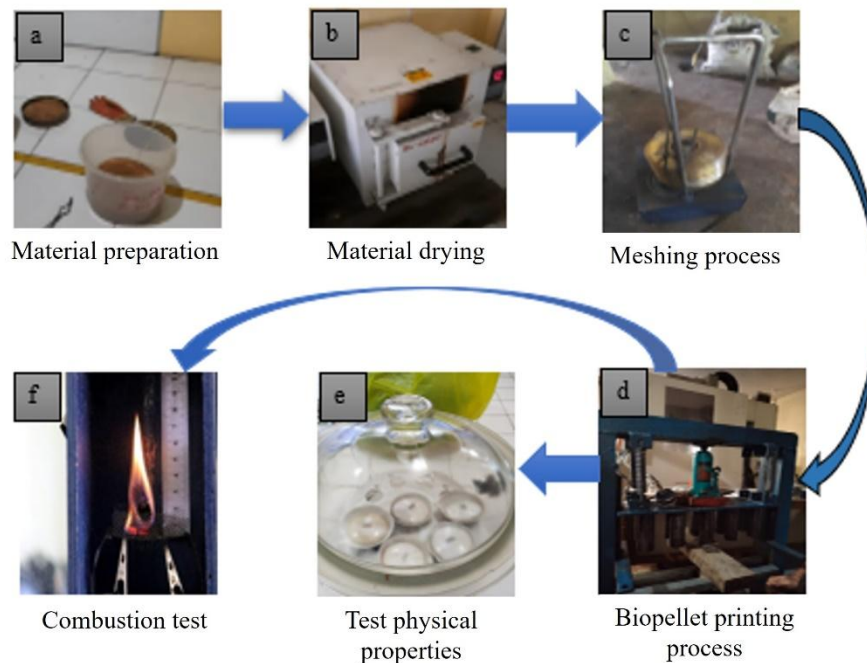 a
b
c
Material preparation
Material drying
Meshing process
f
e
d
Combustion test
Test physical
properties
Biopellet printing
process